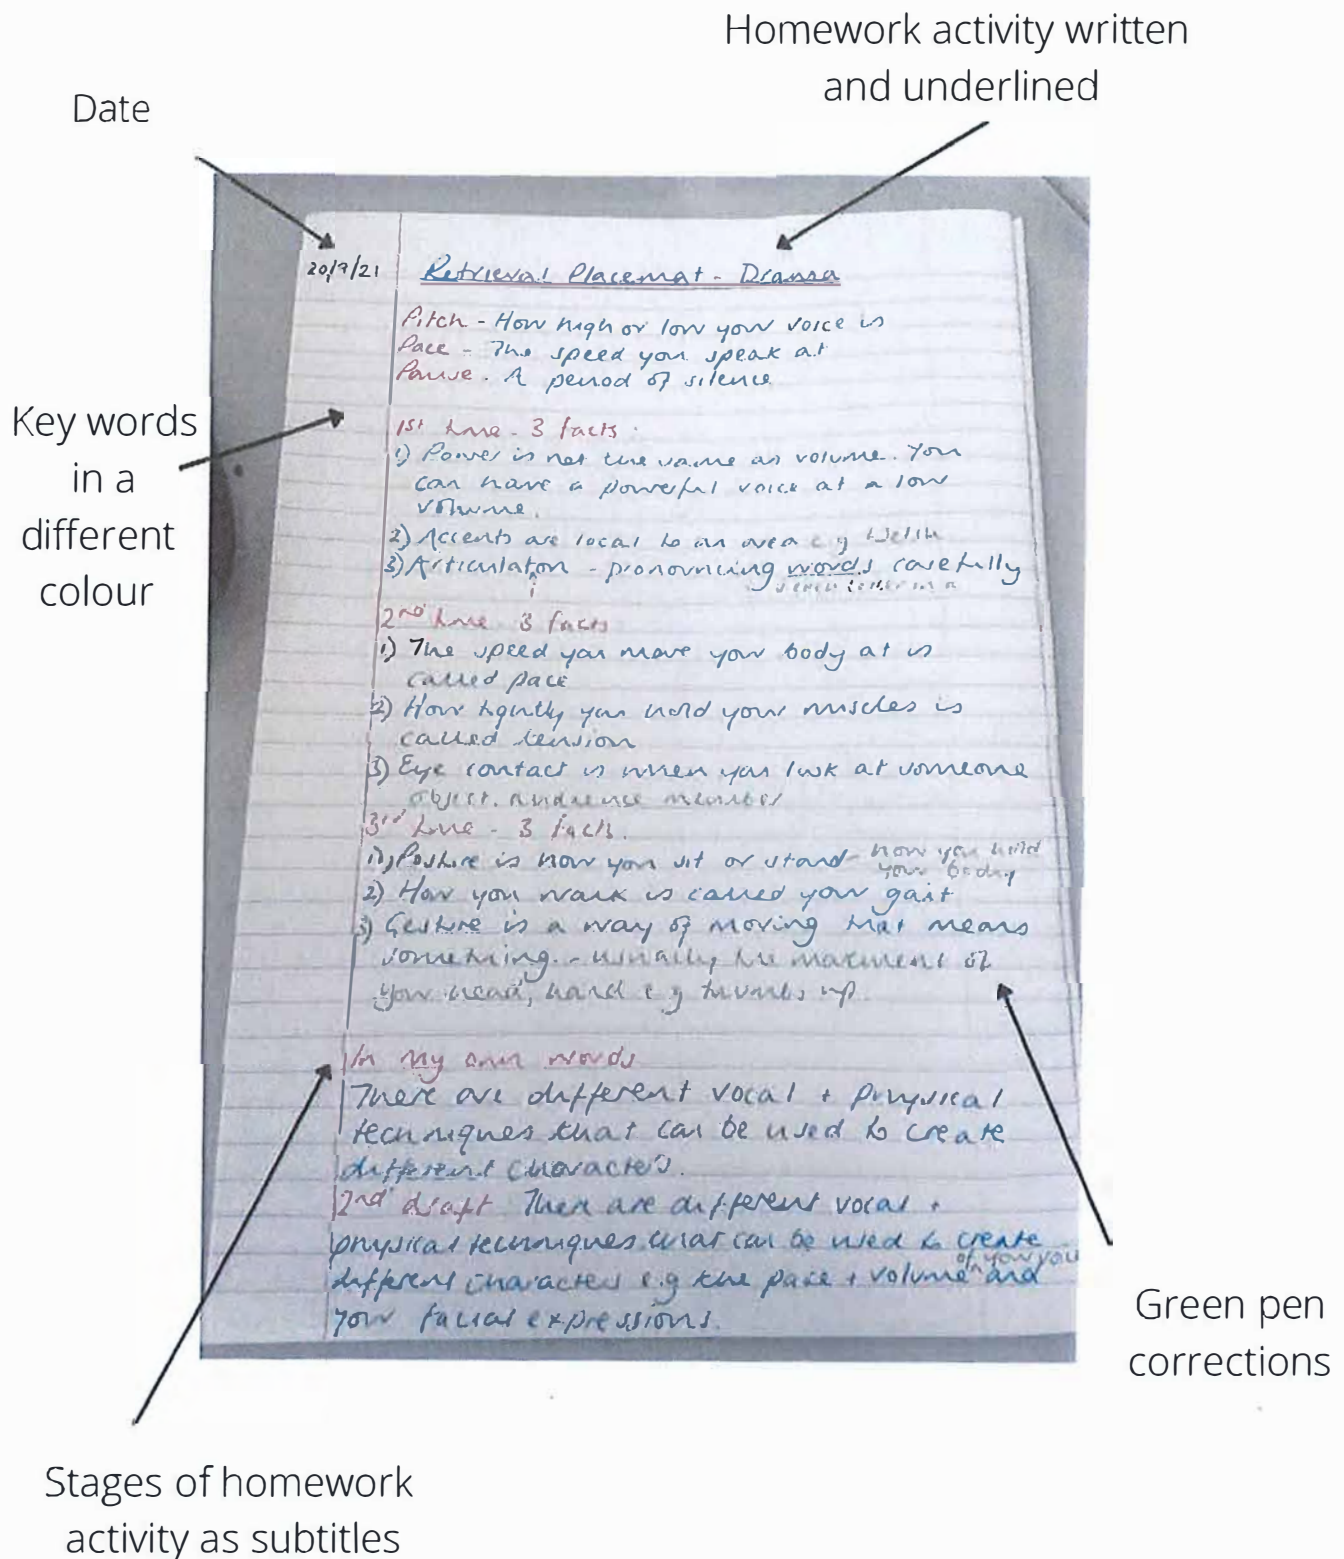 Homework activity written
and underlined
Date
20/9/21
Retrieval Placemat - Drama
Pitch - How high or low your voice is
Pace - The speed you speak at
Pause - A period of silence
Key words
in a
different
colour
1st time - 3 facts
1) Power is not the same as volume. You
can have a powerful voice at a low
volume.
2) Accents are local to an area e.g Welsh
3) Articulaton - pronouncing words carefully
i
2nd time 3 facts
1) The speed you move your body at is
called pace
2) How tightly you hold your muscles is
called tension
3) Eye contact is when you look at someone
object, audience member
3rd time - 3 facts.
1) Posture is how you sit or stand - how you hold
your body
2) How you walk is called your gait
3) Gesture is a way of moving that means
something. - usually the movement of
your head, hand e.g thumbs up.
In my own words
There are different vocal + physical
techniques that can be used to create
different characters.
2nd draft There are different vocal +
physical techniques that can be used to create
different characters e.g the pace + volume of how you and
your facial expressions.
Green pen
corrections
Stages of homework
activity as subtitles